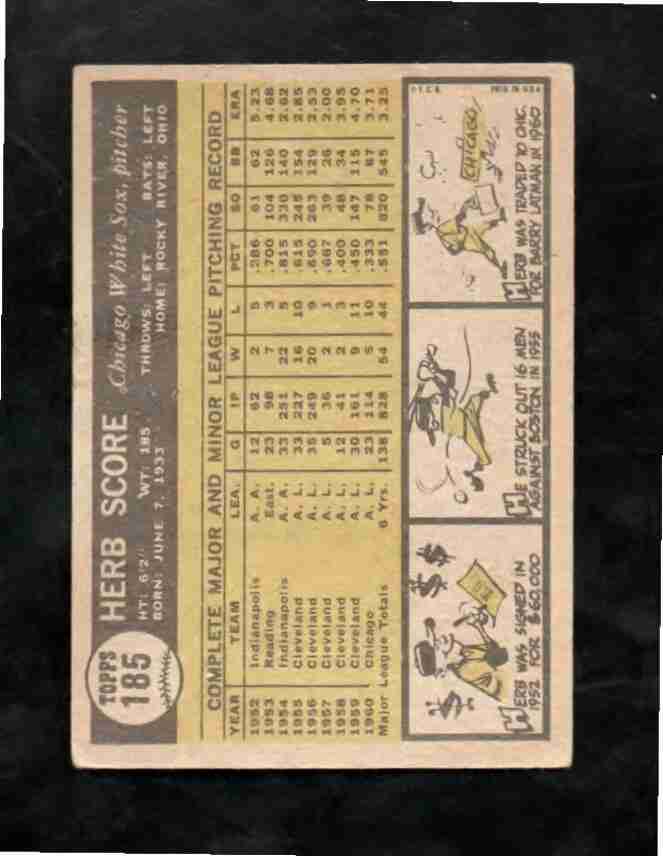 TOPPS
185
HERB SCORE Chicago White Sox, pitcher
HT: 6'2" WT: 185 THROWS: LEFT BATS: LEFT
BORN: JUNE 7, 1933 HOME: ROCKY RIVER, OHIO
COMPLETE MAJOR AND MINOR LEAGUE PITCHING RECORD
YEAR TEAM LEA. G IP W L PCT SO BB ERA
1952 Indianapolis A. A. 12 62 2 5 .286 61 62 5.23
1953 Reading East. 23 98 7 3 .700 104 126 4.68
1954 Indianapolis A. A. 33 251 22 5 .815 330 140 2.62
1955 Cleveland A. L. 33 227 16 10 .615 245 154 2.85
1956 Cleveland A. L. 35 249 20 9 .690 263 129 2.53
1957 Cleveland A. L. 5 36 2 1 .667 39 26 2.00
1958 Cleveland A. L. 12 41 2 3 .400 48 34 3.95
1959 Cleveland A. L. 30 161 9 11 .450 147 115 4.70
1960 Chicago A. L. 23 114 5 10 .333 78 87 3.71
Major League Totals 6 Yrs. 138 828 54 44 .551 820 545 3.25
$ $ $
HERB WAS SIGNED IN
1952 FOR $60,000
HE STRUCK OUT 16 MEN
AGAINST BOSTON IN 1955
© T.C.G. PRTD. IN U.S.A.
CHICAGO
HERB WAS TRADED TO CHIC.
FOR BARRY LATMAN IN 1960